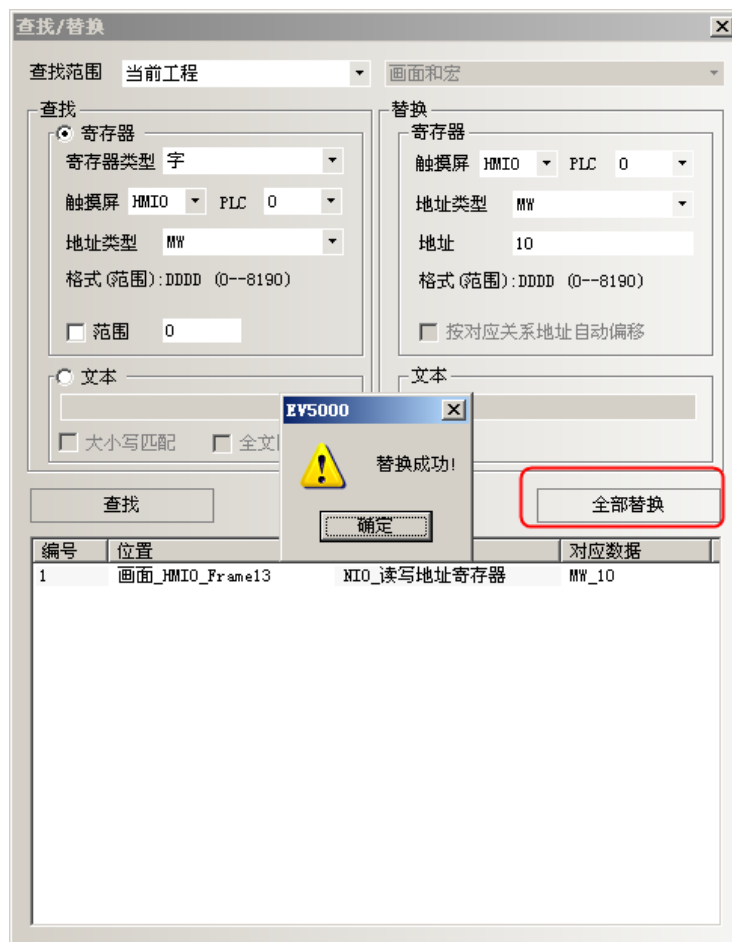 查找/替换
查找范围 当前工程 画面和宏
查找
寄存器
寄存器类型 字
触摸屏 HMI0 PLC 0
地址类型 MW
格式(范围):DDDD (0--8190)
范围 0
文本
大小写匹配 全文
替换
寄存器
触摸屏 HMI0 PLC 0
地址类型 MW
地址 10
格式(范围):DDDD (0--8190)
按对应关系地址自动偏移
文本
EV5000
替换成功!
确定
查找 全部替换
编号 位置 对应数据
1 画面_HMI0_Frame13 NI0_读写地址寄存器 MW_10